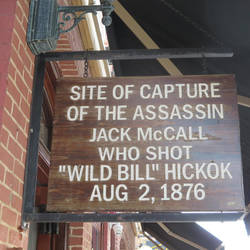 SITE OF CAPTURE
OF THE ASSASSIN
JACK McCALL
WHO SHOT
"WILD BILL" HICKOK
AUG 2, 1876